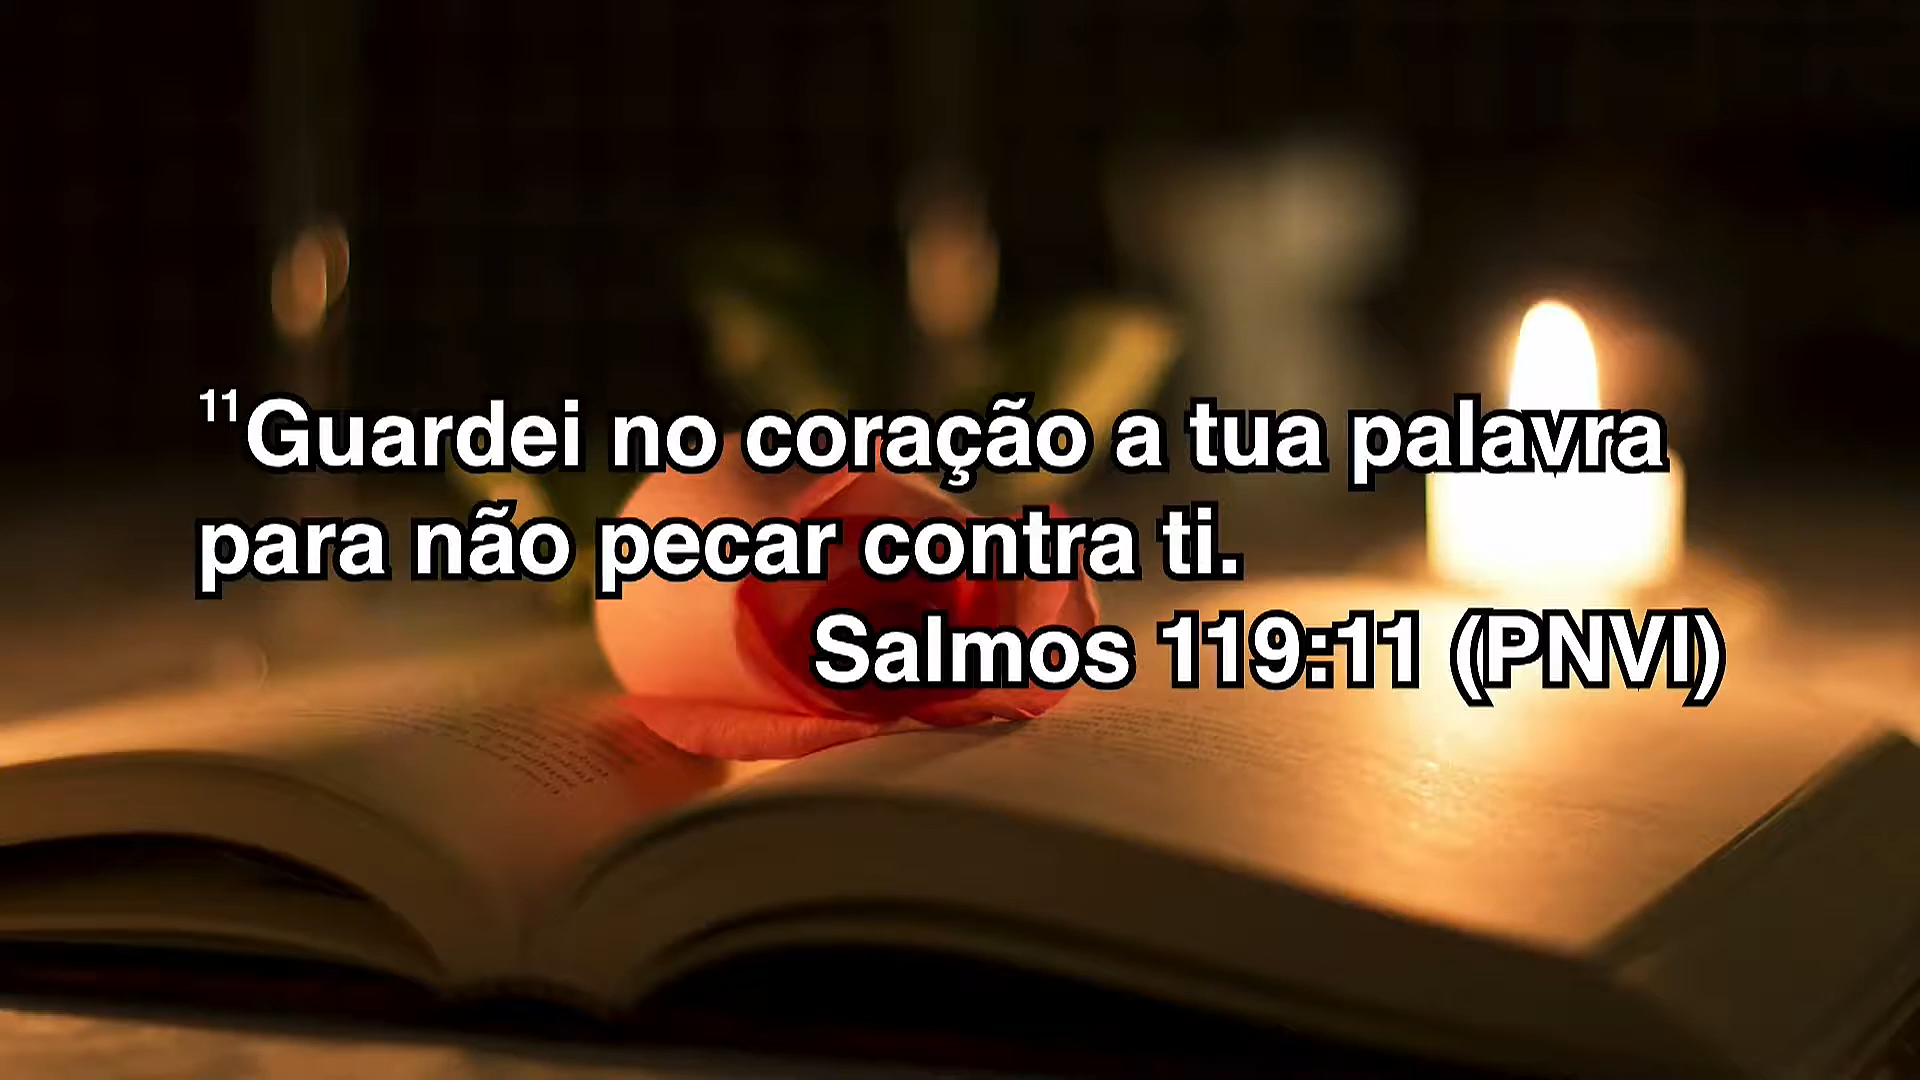 ¹¹Guardei no coração a tua palavra
para não pecar contra ti.
Salmos 119:11 (PNVI)